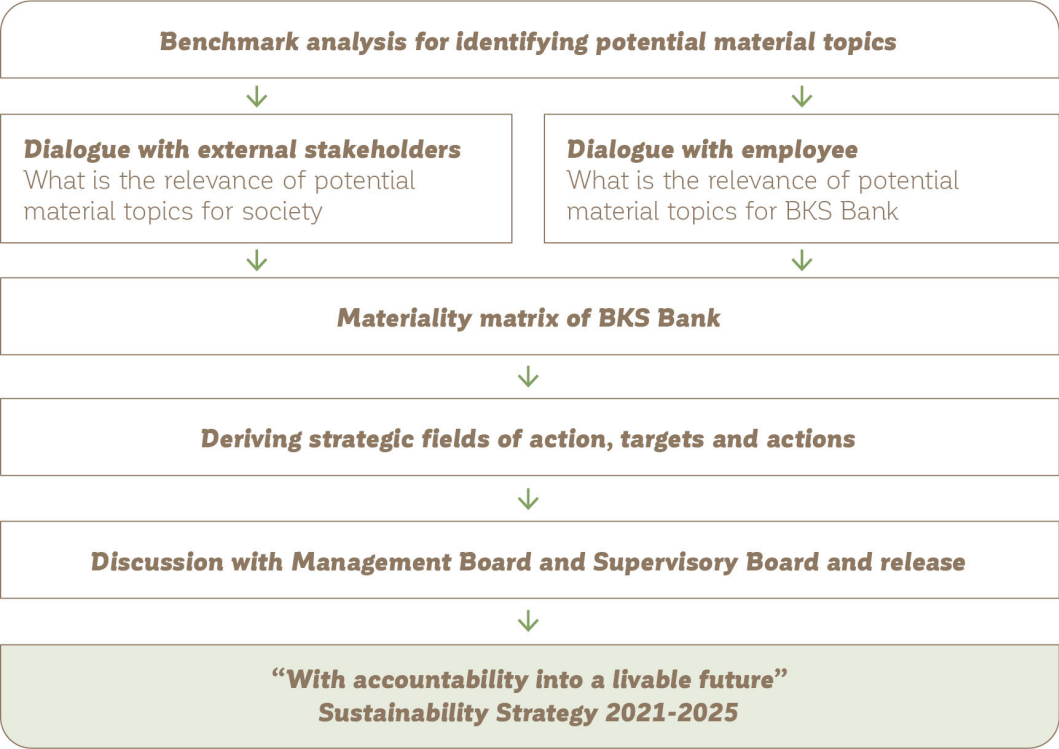 Benchmark analysis for identifying potential material topics
Dialogue with external stakeholders
What is the relevance of potential
material topics for society
Dialogue with employee
What is the relevance of potential
material topics for BKS Bank
Materiality matrix of BKS Bank
Deriving strategic fields of action, targets and actions
Discussion with Management Board and Supervisory Board and release
“With accountability into a livable future”
Sustainability Strategy 2021-2025